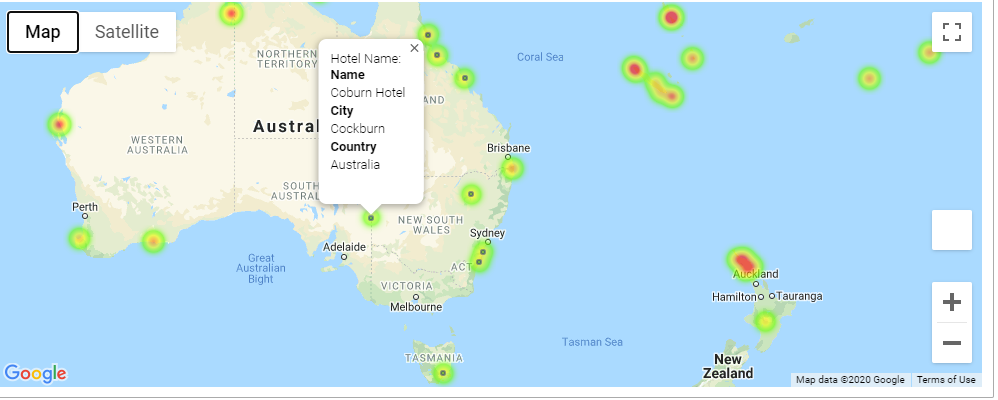 Map
Satellite
Coral Sea
NORTHERN
TERRITORY
Hotel Name:
Name
Coburn Hotel
City
Cockburn
Country
Australia
AND
Austral
WESTERN
AUSTRALIA
Brisbane
SOUTH
AUSTRAL
Perth
NEW SOUTH
WALES
Sydney
Adelaide
Great
Australian
Bight
ACT
VICTORIA
Melbourne
Auckland
Hamilton
Tauranga
Tasman Sea
TASMANIA
New
Zealand
Google
Map data ©2020 Google
Terms of Use